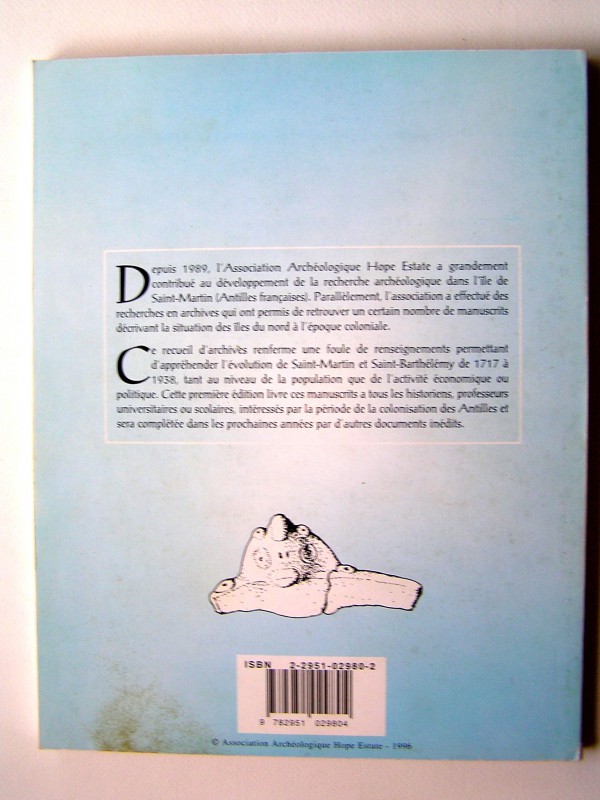 Depuis 1989, l'Association Archéologique Hope Estate a grandement
contribué au développement de la recherche archéologique dans l'île de
Saint-Martin (Antilles françaises). Parallèlement, l'association a effectué des
recherches en archives qui ont permis de retrouver un certain nombre de manuscrits
décrivant la situation des îles du nord à l'époque coloniale.
Ce recueil d'archives renferme une foule de renseignements permettant
d'appréhender l'évolution de Saint-Martin et Saint-Barthélémy de 1717 à
1938, tant au niveau de la population que de l'activité économique ou
politique. Cette première édition livre ces manuscrits a tous les historiens, professeurs
universitaires ou scolaires, intéressés par la période de la colonisation des Antilles et
sera complétée dans les prochaines années par d'autres documents inédits.
ISBN 2-2951-02980-2
9 782951 029804
© Association Archéologique Hope Estate - 1996